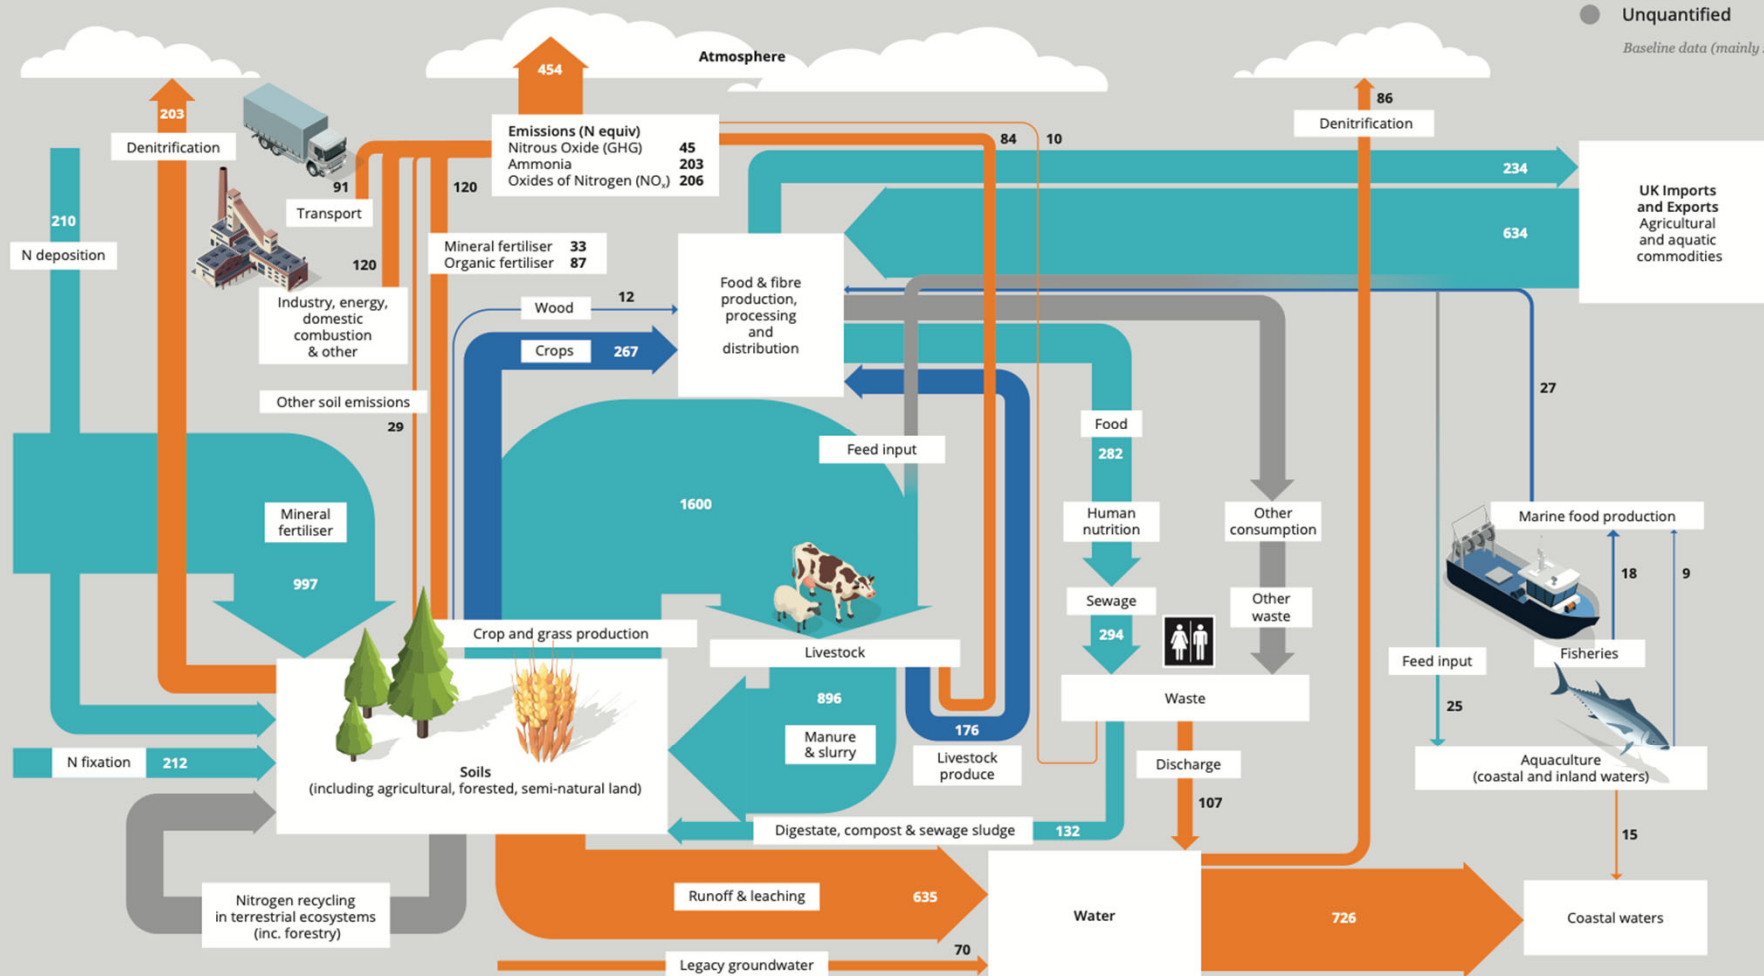 Unquantified
Baseline data (mainly
Atmosphere
454
203
Denitrification
Emissions (N equiv)
Nitrous Oxide (GHG) 45
Ammonia 203
Oxides of Nitrogen (NOx) 206
84
10
86
Denitrification
91
Transport
120
234
UK Imports
and Exports
Agricultural
and aquatic
commodities
634
210
N deposition
120
Industry, energy,
domestic
combustion
& other
Mineral fertiliser 33
Organic fertiliser 87
Food & fibre
production,
processing
and
distribution
Wood
12
Crops
267
Other soil emissions
29
27
Food
282
Feed input
1600
Mineral
fertiliser
997
Human
nutrition
Other
consumption
Marine food production
18
9
Sewage
294
Other
waste
Crop and grass production
Livestock
Fisheries
Feed input
25
896
Manure
& slurry
176
Livestock
produce
Waste
N fixation
212
Soils
(including agricultural, forested, semi-natural land)
Discharge
107
Aquaculture
(coastal and inland waters)
15
Digestate, compost & sewage sludge
132
Nitrogen recycling
in terrestrial ecosystems
(inc. forestry)
Runoff & leaching
635
Water
726
Coastal waters
70
Legacy groundwater